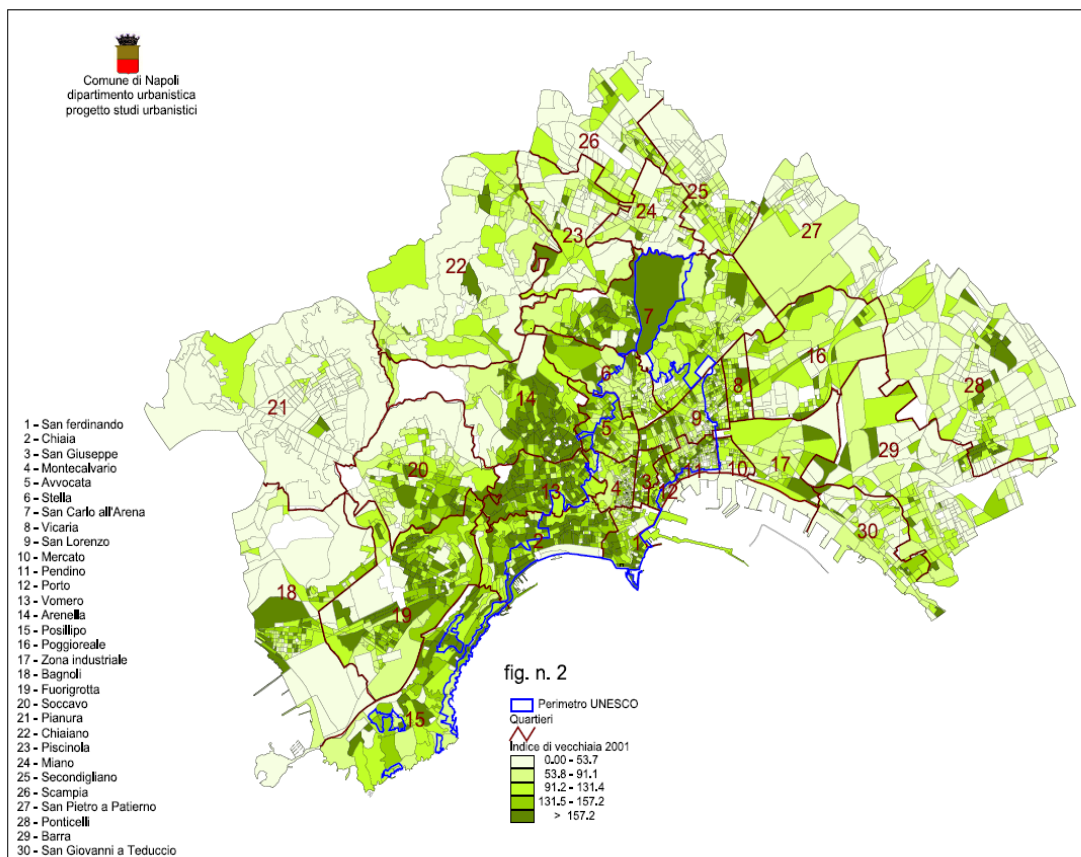 Comune di Napoli
dipartimento urbanistica
progetto studi urbanistici
26
25
24
27
23
22
7
16
6
8
28
14
21
5
9
29
20
10
17
11
3
13
4
12
30
2
1
18
19
15
1 - San ferdinando
2 - Chiaia
3 - San Giuseppe
4 - Montecalvario
5 - Avvocata
6 - Stella
7 - San Carlo all'Arena
8 - Vicaria
9 - San Lorenzo
10 - Mercato
11 - Pendino
12 - Porto
13 - Vomero
14 - Arenella
15 - Posillipo
16 - Poggioreale
17 - Zona industriale
18 - Bagnoli
19 - Fuorigrotta
20 - Soccavo
21 - Pianura
22 - Chiaiano
23 - Piscinola
24 - Miano
25 - Secondigliano
26 - Scampia
27 - San Pietro a Patierno
28 - Ponticelli
29 - Barra
30 - San Giovanni a Teduccio
fig. n. 2
Perimetro UNESCO
Quartieri
Indice di vecchiaia 2001
0.00 - 53.7
53.8 - 91.1
91.2 - 131.4
131.5 - 157.2
> 157.2